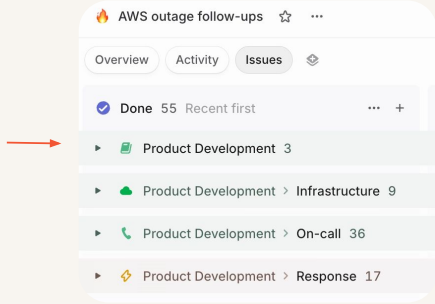 AWS outage follow-ups
Overview Activity Issues
Done 55 Recent first
Product Development 3
Product Development > Infrastructure 9
Product Development > On-call 36
Product Development > Response 17